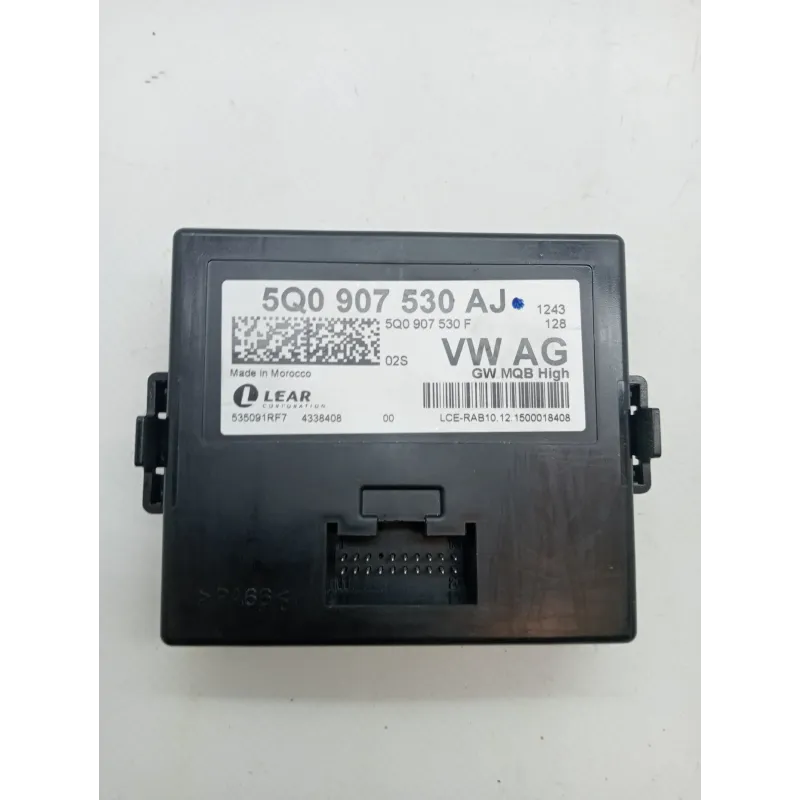 5Q0 907 530 AJ 1243
5Q0 907 530 F 128
02S VW AG
Made in Morocco GW MQB High
LEAR
CORPORATION
535091RF7 4338408 00 LCE-RAB10.12.1500018408
>PA66<